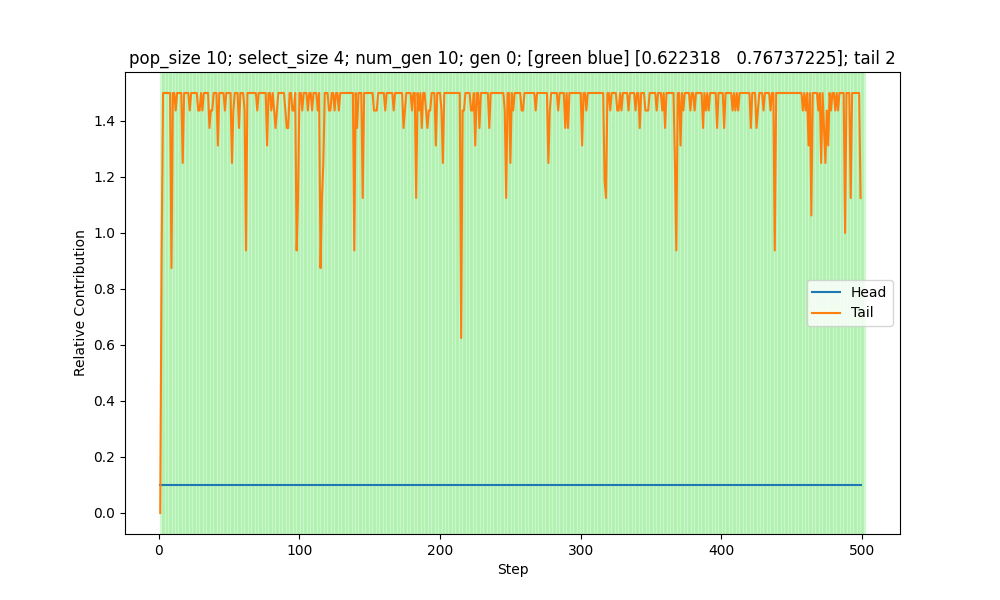 pop_size 10; select_size 4; num_gen 10; gen 0; [green blue] [0.622318   0.76737225]; tail 2
Relative Contribution
1.4
1.2
1.0
0.8
0.6
0.4
0.2
0.0
Head
Tail
0 100 200 300 400 500
Step